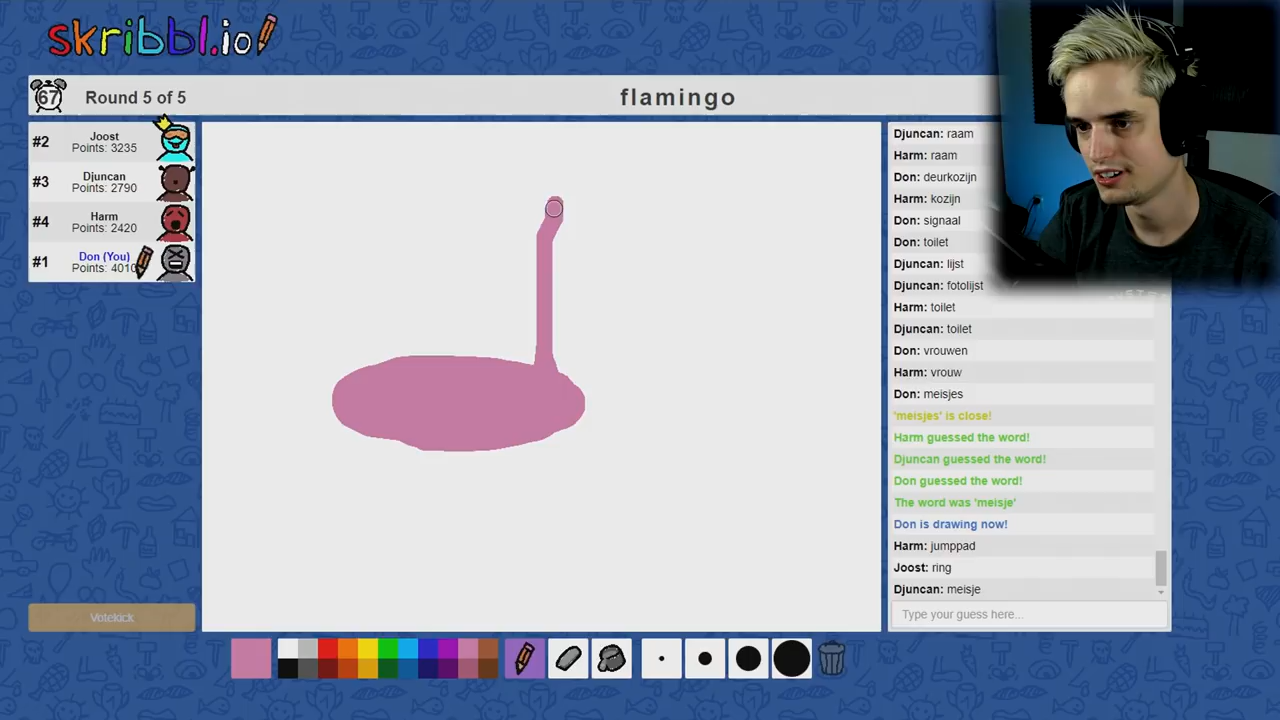 skribbl.io
67
Round 5 of 5
flamingo
#2
Joost
Points: 3235
#3
Djuncan
Points: 2790
#4
Harm
Points: 2420
#1
Don (You)
Points: 4010
Votekick
Djuncan: raam
Harm: raam
Don: deurkozijn
Harm: kozijn
Don: signaal
Don: toilet
Djuncan: lijst
Djuncan: fotolijst
Harm: toilet
Djuncan: toilet
Don: vrouwen
Harm: vrouw
Don: meisjes
'meisjes' is close!
Harm guessed the word!
Djuncan guessed the word!
Don guessed the word!
The word was 'meisje'
Don is drawing now!
Harm: jumppad
Joost: ring
Djuncan: meisje
Type your guess here...